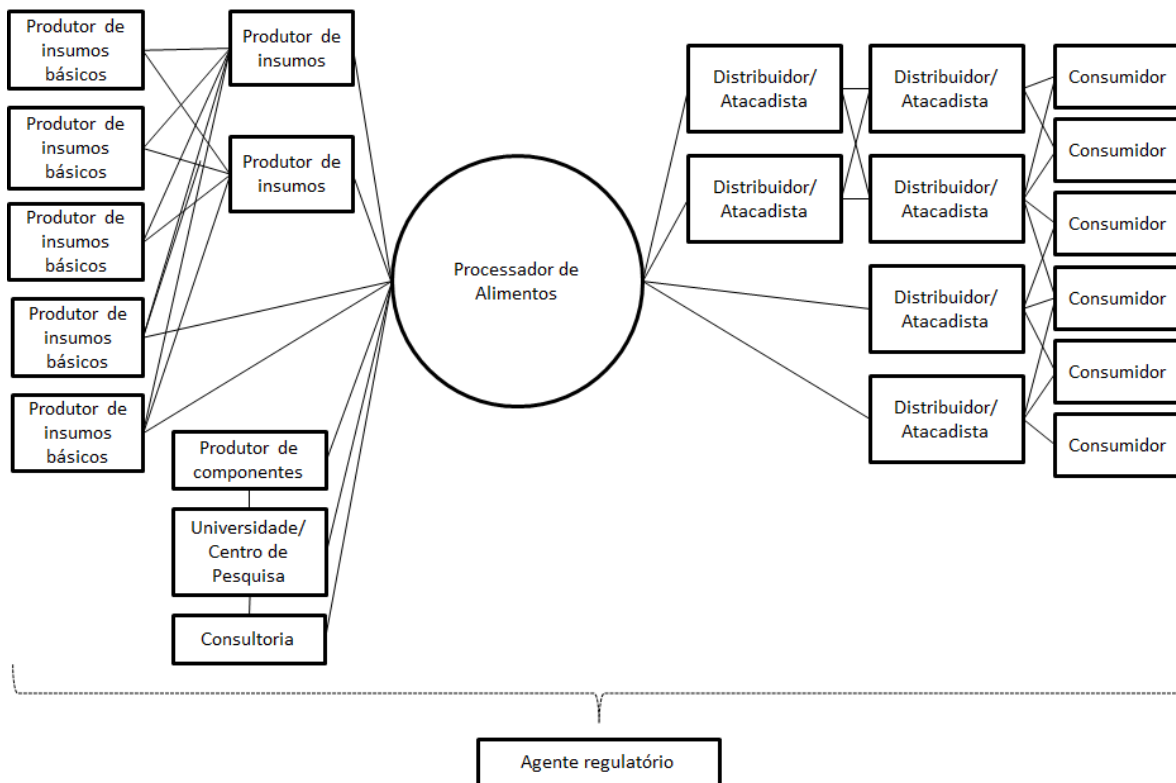 Produtor de
insumos
básicos
Produtor de
insumos
básicos
Produtor de
insumos
básicos
Produtor de
insumos
básicos
Produtor de
insumos
básicos
Produtor de
insumos
Produtor de
insumos
Produtor de
componentes
Universidade/
Centro de
Pesquisa
Consultoria
Processador de
Alimentos
Distribuidor/
Atacadista
Distribuidor/
Atacadista
Distribuidor/
Atacadista
Distribuidor/
Atacadista
Distribuidor/
Atacadista
Distribuidor/
Atacadista
Consumidor
Consumidor
Consumidor
Consumidor
Consumidor
Consumidor
Agente regulatório